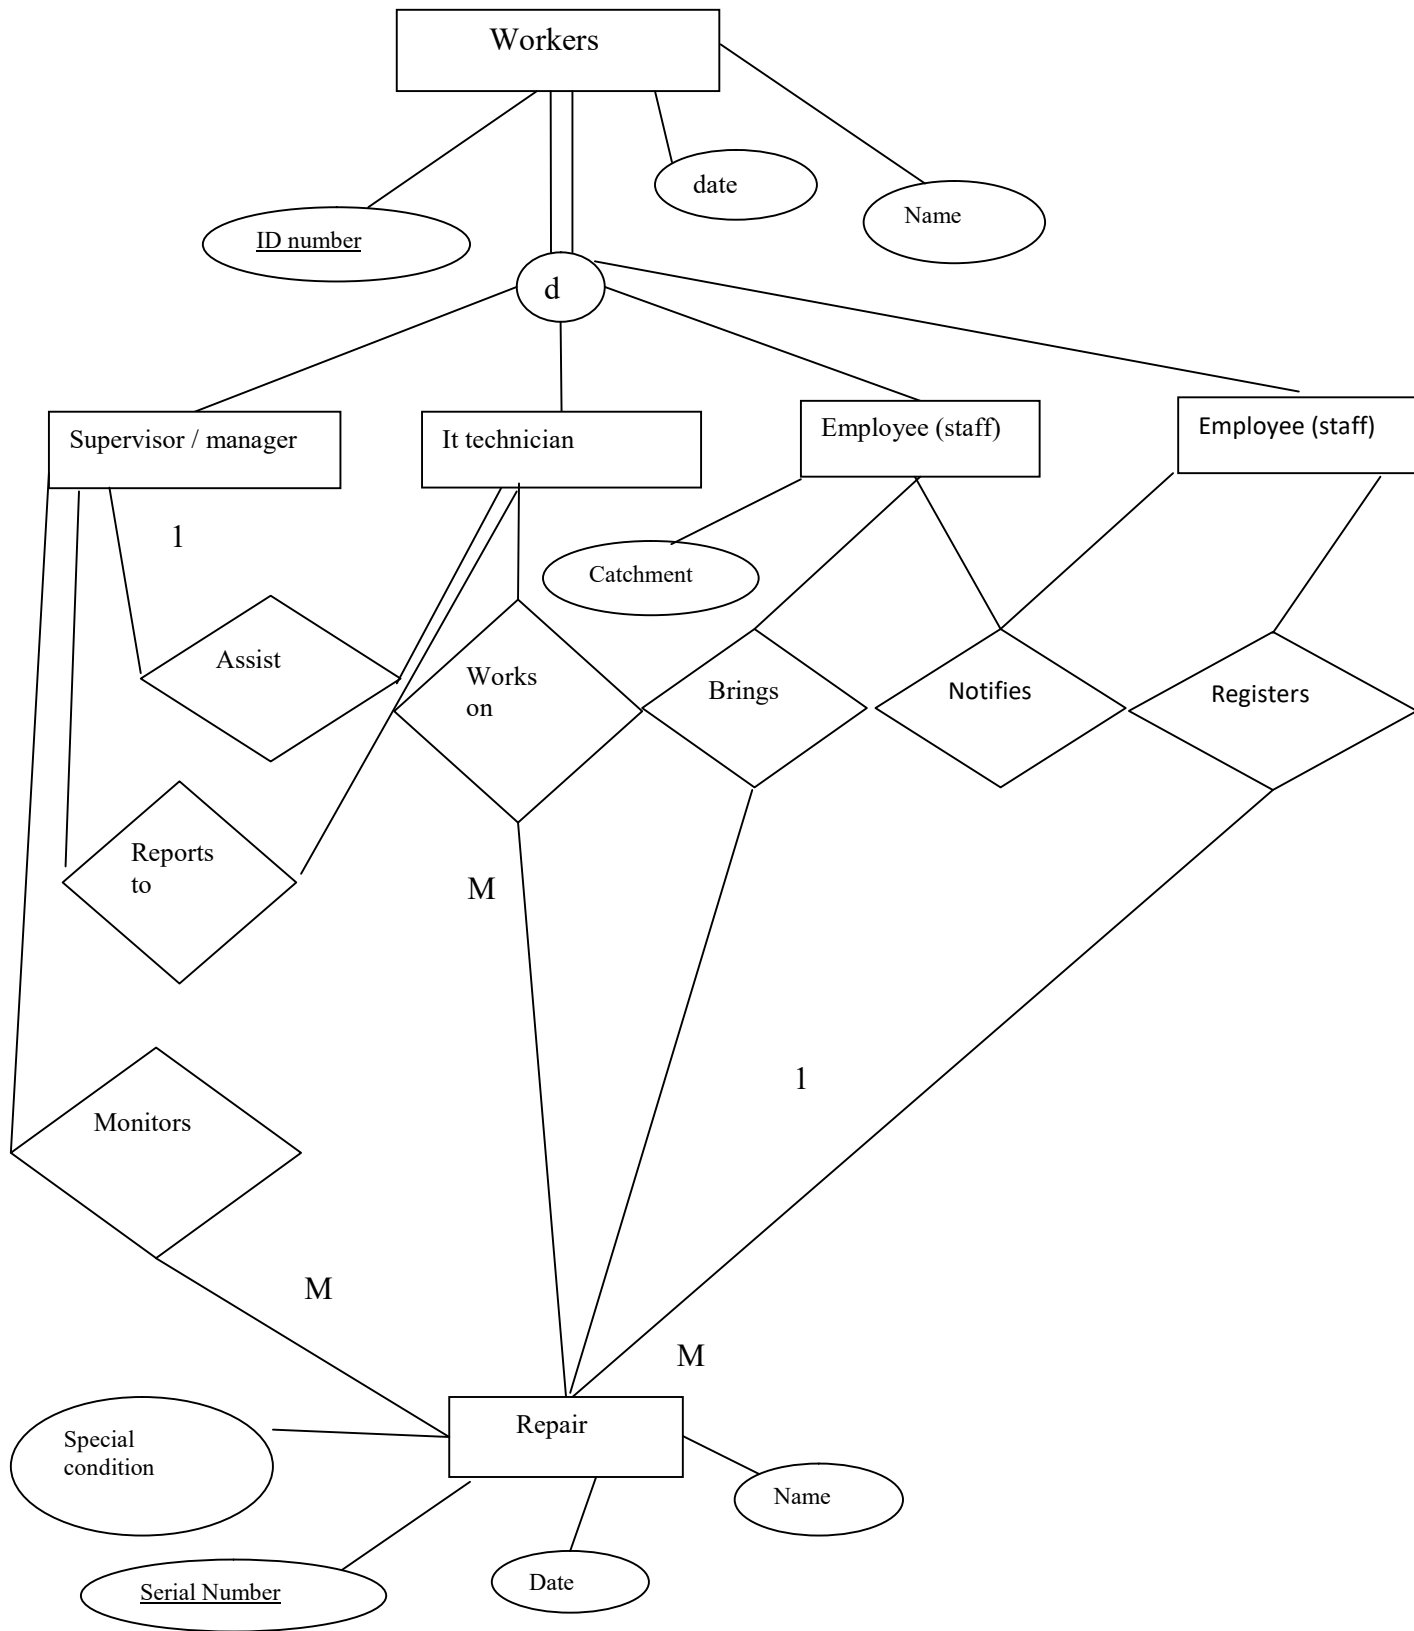 Workers
date
Name
ID number
d
Supervisor / manager
It technician
Employee (staff)
Employee (staff)
1
Catchment
Assist
Works
on
Brings
Notifies
Registers
Reports
to
M
1
Monitors
M
M
Repair
Special
condition
Name
Serial Number
Date